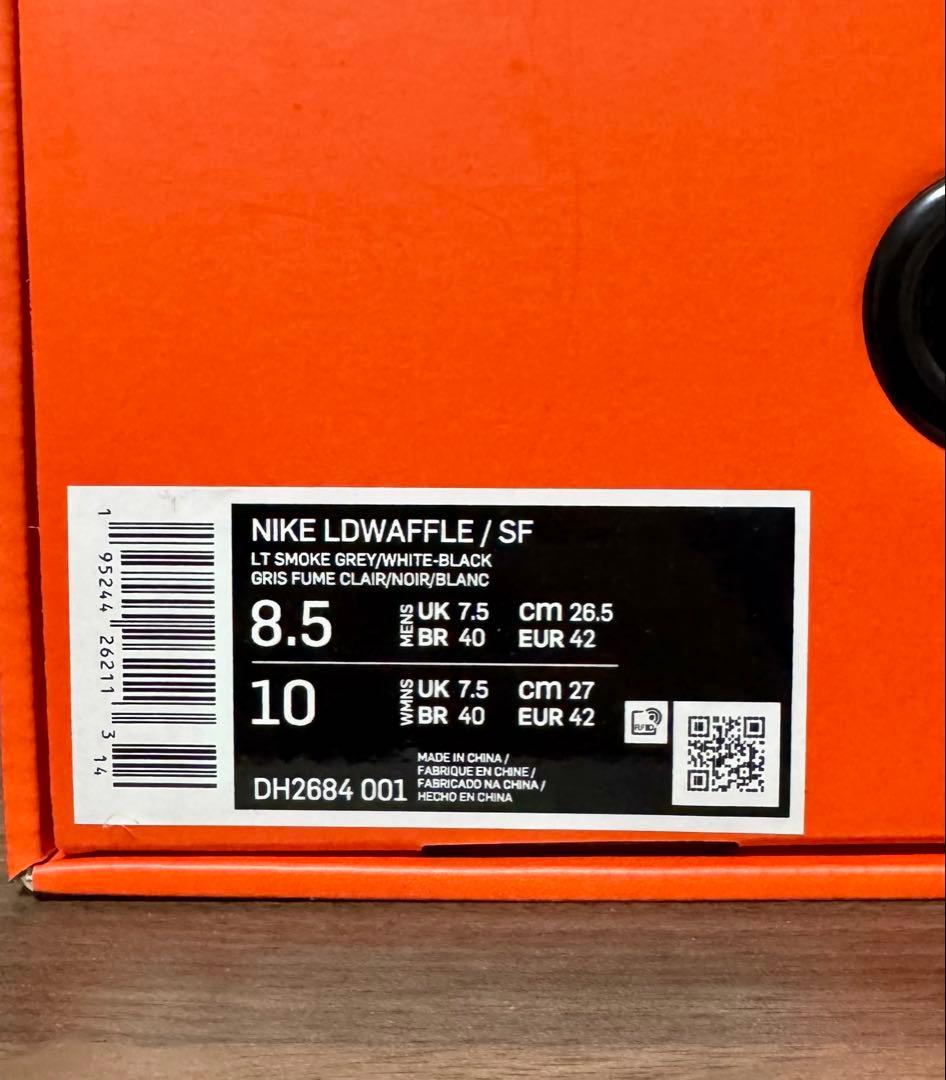 NIKE LDWAFFLE / SF
LT SMOKE GREY/WHITE-BLACK
GRIS FUME CLAIR/NOIR/BLANC
8.5 MENS UK 7.5 CM 26.5
BR 40 EUR 42
10 WMNS UK 7.5 CM 27
BR 40 EUR 42
MADE IN CHINA /
FABRIQUE EN CHINE /
FABRICADO NA CHINA /
HECHO EN CHINA
DH2684 001
1 95244 26211 3 14
RFID